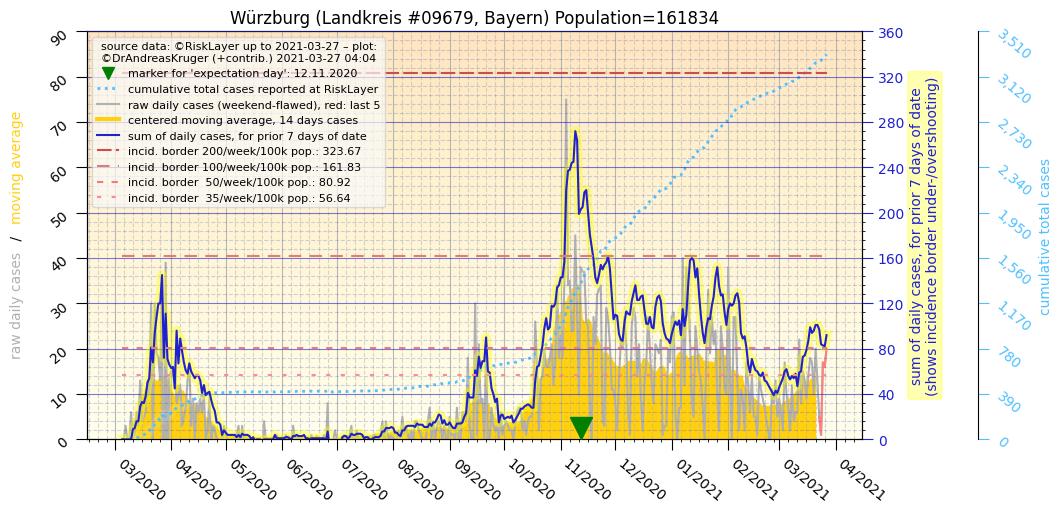 Würzburg (Landkreis #09679, Bayern) Population=161834
source data: ©RiskLayer up to 2021-03-27 – plot:
©DrAndreasKruger (+contrib.) 2021-03-27 04:04
marker for 'expectation day': 12.11.2020
cumulative total cases reported at RiskLayer
raw daily cases (weekend-flawed), red: last 5
centered moving average, 14 days cases
sum of daily cases, for prior 7 days of date
incid. border 200/week/100k pop.: 323.67
incid. border 100/week/100k pop.: 161.83
incid. border  50/week/100k pop.: 80.92
incid. border  35/week/100k pop.: 56.64
raw daily cases / moving average
90
80
70
60
50
40
30
20
10
0
03/2020
04/2020
05/2020
06/2020
07/2020
08/2020
09/2020
10/2020
11/2020
12/2020
01/2021
02/2021
03/2021
04/2021
360
320
280
240
200
160
120
80
40
0
sum of daily cases, for prior 7 days of date
(shows incidence border under-/overshooting)
3,510
3,120
2,730
2,340
1,950
1,560
1,170
780
390
0
cumulative total cases